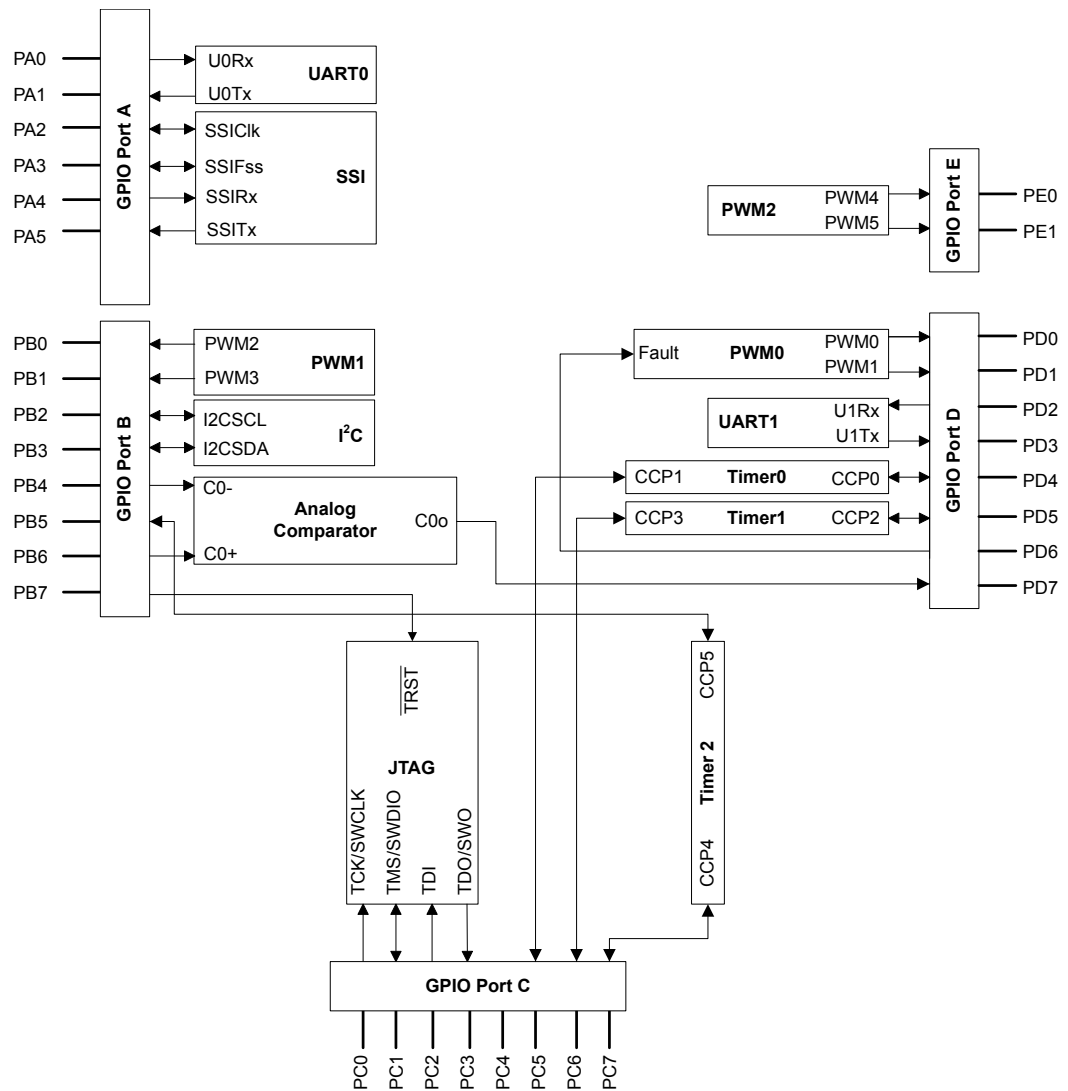 PA0
PA1
PA2
PA3
PA4
PA5
GPIO Port A
U0Rx
U0Tx
UART0
SSIClk
SSIFss
SSIRx
SSITx
SSI
PWM2
PWM4
PWM5
GPIO Port E
PE0
PE1
PB0
PB1
PB2
PB3
PB4
PB5
PB6
PB7
GPIO Port B
PWM2
PWM3
PWM1
I2CSCL
I2CSDA
I²C
C0-
C0+
Analog
Comparator
C0o
Fault
PWM0
PWM0
PWM1
UART1
U1Rx
U1Tx
CCP1
Timer0
CCP0
CCP3
Timer1
CCP2
GPIO Port D
PD0
PD1
PD2
PD3
PD4
PD5
PD6
PD7
TRST
JTAG
TCK/SWCLK
TMS/SWDIO
TDI
TDO/SWO
CCP5
Timer 2
CCP4
GPIO Port C
PC0
PC1
PC2
PC3
PC4
PC5
PC6
PC7